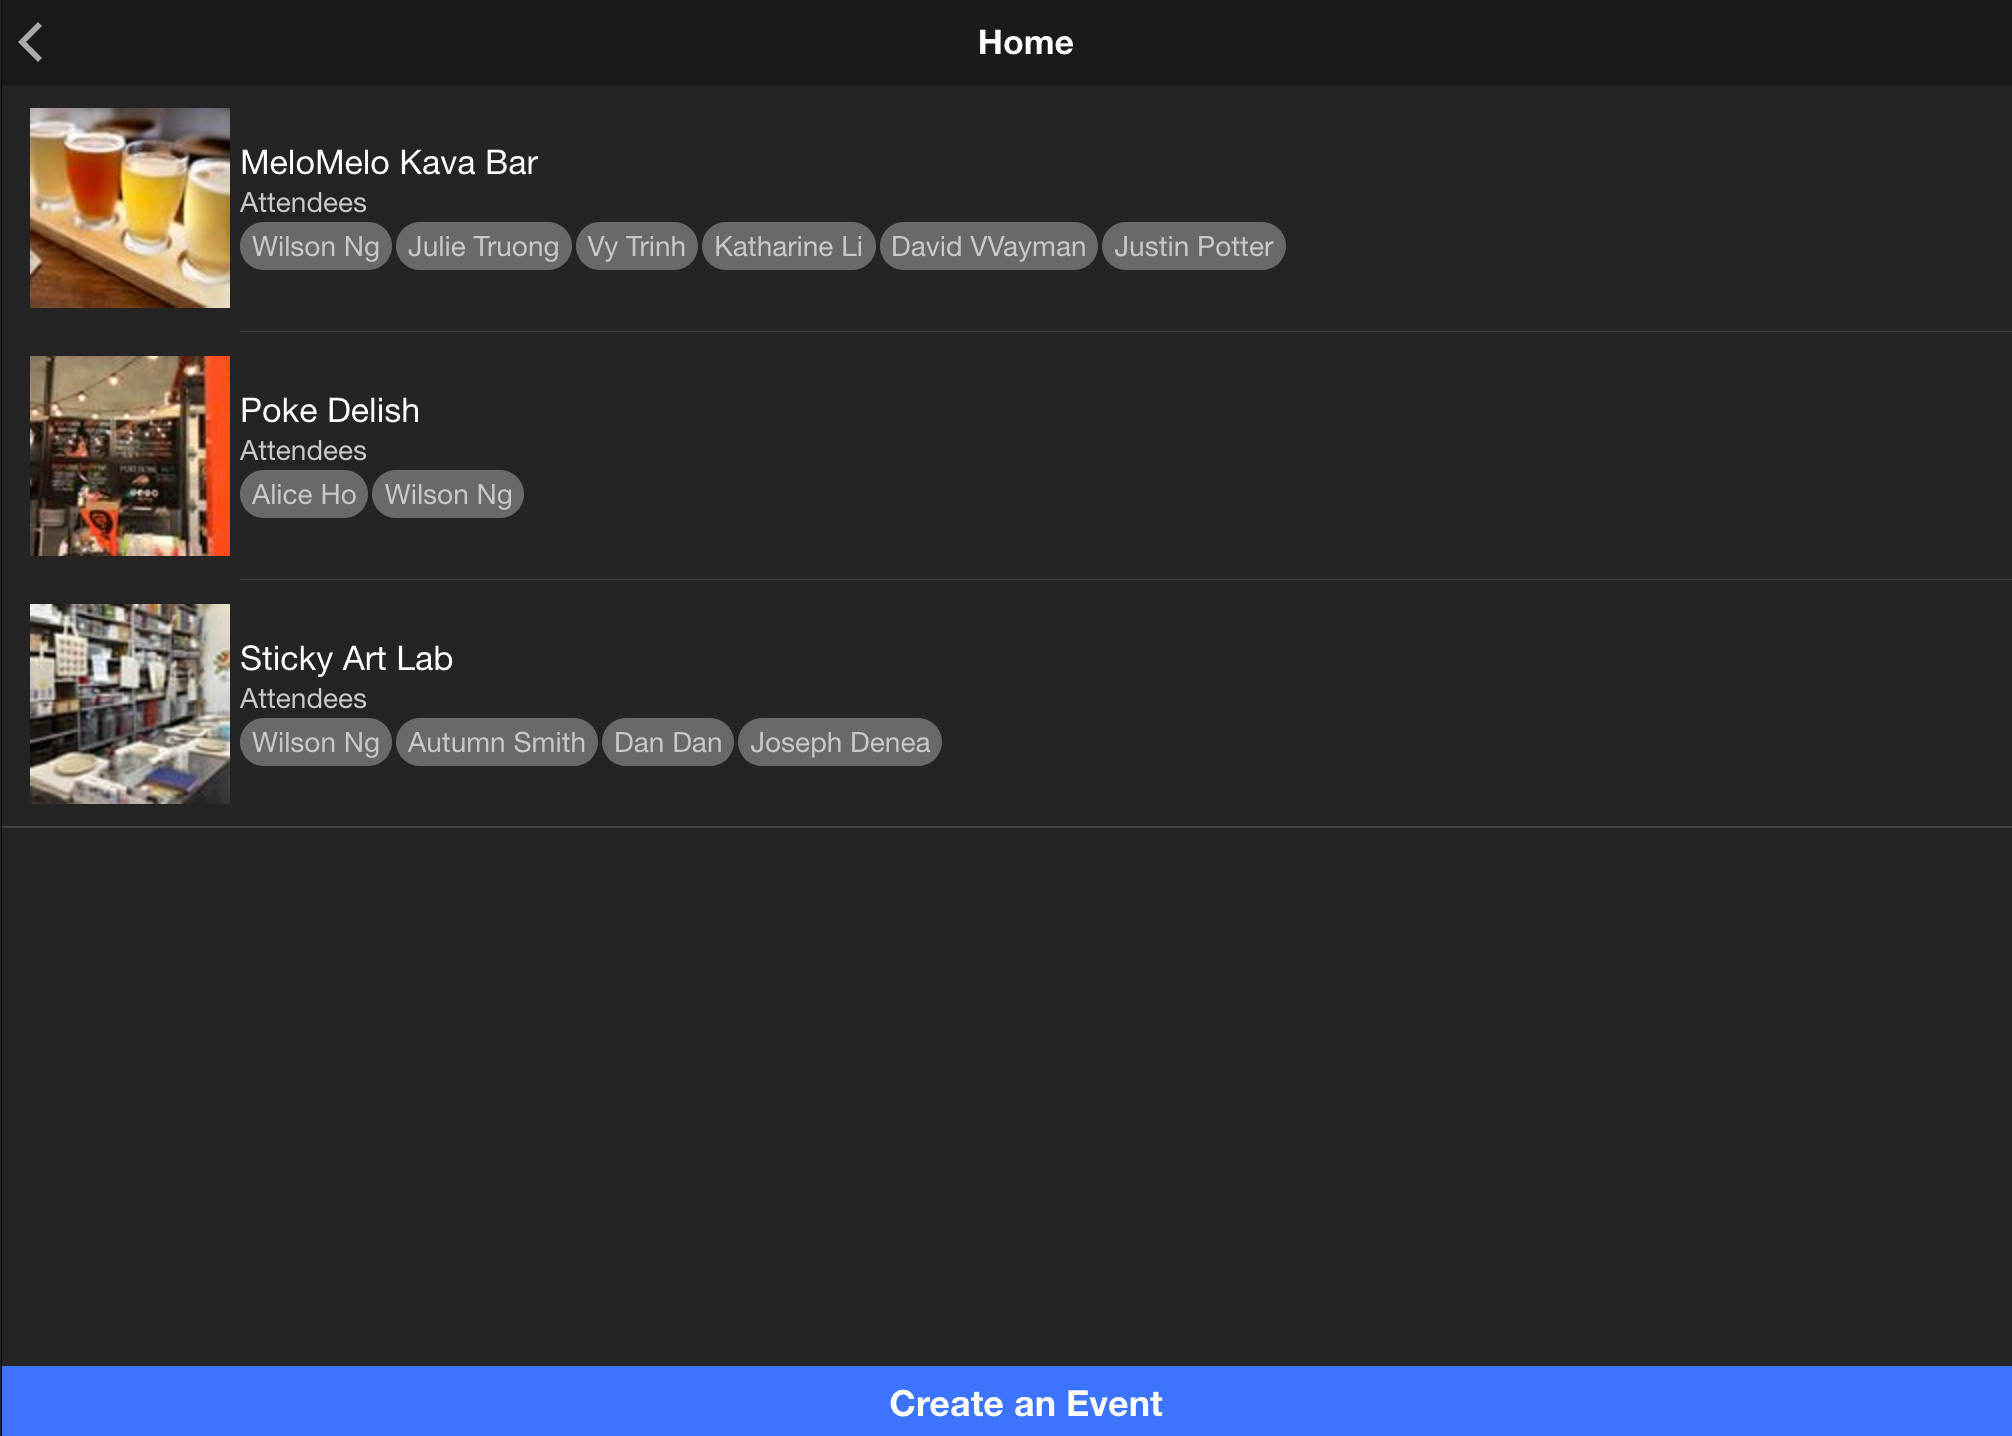 Home
MeloMelo Kava Bar
Attendees
Wilson Ng Julie Truong Vy Trinh Katharine Li David VVayman Justin Potter
Poke Delish
Attendees
Alice Ho Wilson Ng
Sticky Art Lab
Attendees
Wilson Ng Autumn Smith Dan Dan Joseph Denea
Create an Event